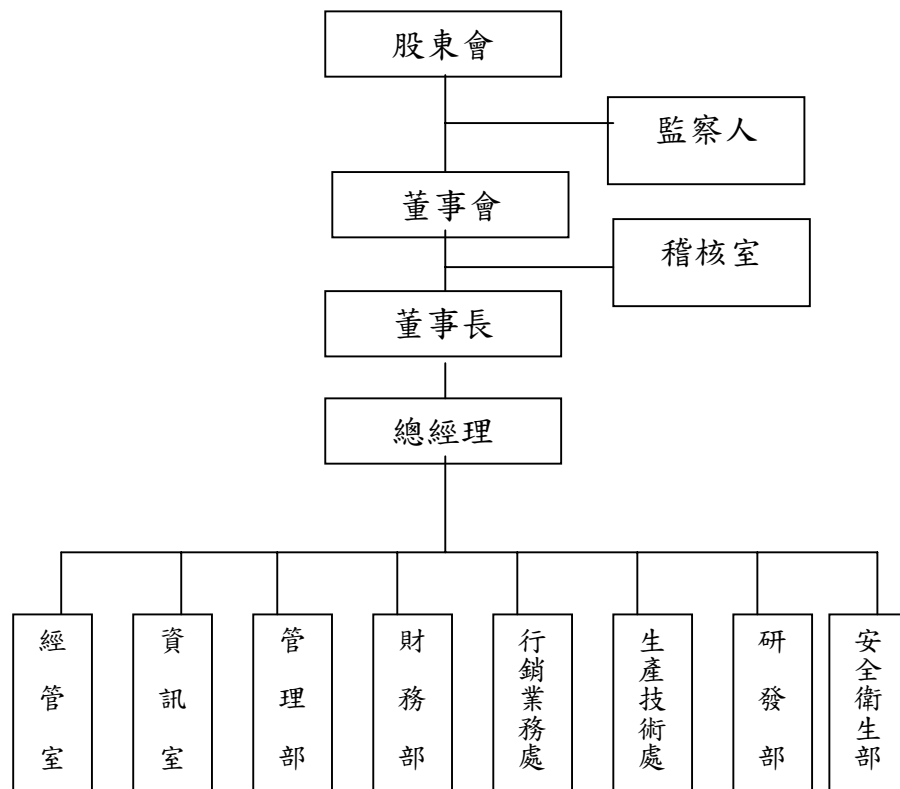 股東會
監察人
董事會
稽核室
董事長
總經理
經管室
資訊室
管理部
財務部
行銷業務處
生產技術處
研發部
安全衛生部